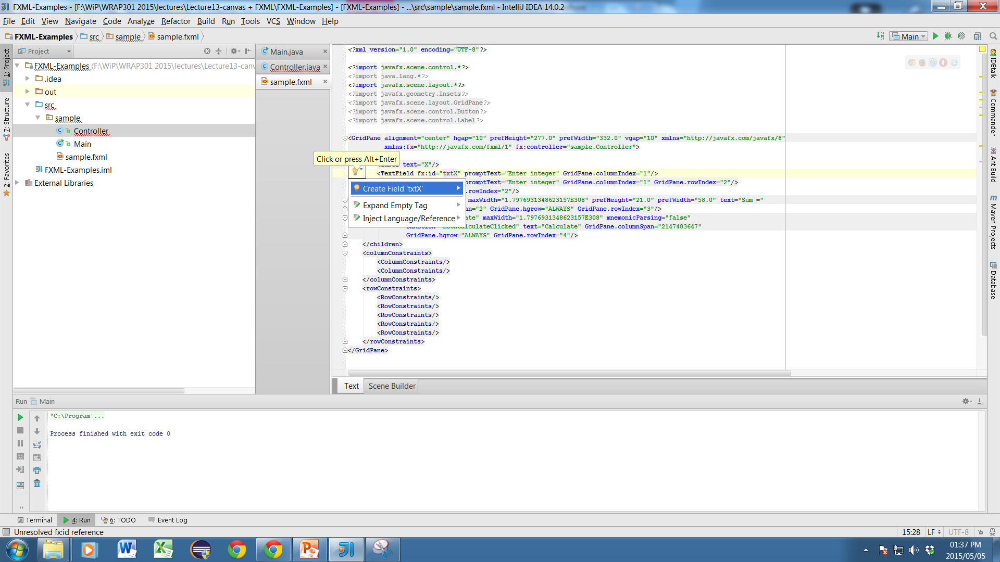 FXML-Examples - [F:\WiP\WRAP301 2015\lectures\Lecture13-canvas + FXML\FXML-Examples] - [FXML-Examples] - ...\src\sample\sample.fxml - IntelliJ IDEA 14.0.2
File Edit View Navigate Code Analyze Refactor Build Run Tools VCS Window Help
FXML-Examples src sample sample.fxml Main
1: Project
7: Structure
2: Favorites
Project
FXML-Examples (F:\WiP\WRAP301 2015\lectures\Lecture13-canv
.idea
out
src
sample
Controller
Main
sample.fxml
FXML-Examples.iml
External Libraries
Main.java
Controller.java
sample.fxml
<?xml version="1.0" encoding="UTF-8"?>
<?import javafx.scene.control.*?>
<?import java.lang.*?>
<?import javafx.scene.layout.*?>
<?import javafx.geometry.Insets?>
<?import javafx.scene.layout.GridPane?>
<?import javafx.scene.control.Button?>
<?import javafx.scene.control.Label?>
<GridPane alignment="center" hgap="10" prefHeight="277.0" prefWidth="332.0" vgap="10" xmlns="http://javafx.com/javafx/8"
xmlns:fx="http://javafx.com/fxml/1" fx:controller="sample.Controller">
Click or press Alt+Enter
text="X"/>
<TextField fx:id="txtX" promptText="Enter integer" GridPane.columnIndex="1"/>
promptText="Enter integer" GridPane.columnIndex="1" GridPane.rowIndex="2"/>
Create Field 'txtX'
.rowIndex="2"/>
maxWidth="1.7976931348623157E308" prefHeight="21.0" prefWidth="58.0" text="Sum ="
Expand Empty Tag
an="2" GridPane.hgrow="ALWAYS" GridPane.rowIndex="3"/>
Inject Language/Reference
ate" maxWidth="1.7976931348623157E308" mnemonicParsing="false"
CalculateClicked" text="Calculate" GridPane.columnSpan="2147483647"
GridPane.hgrow="ALWAYS" GridPane.rowIndex="4"/>
</children>
<columnConstraints>
<ColumnConstraints/>
<ColumnConstraints/>
</columnConstraints>
<rowConstraints>
<RowConstraints/>
<RowConstraints/>
<RowConstraints/>
<RowConstraints/>
<RowConstraints/>
</rowConstraints>
</GridPane>
Text Scene Builder
IDEtalk
Commander
Ant Build
Maven Projects
Database
Run Main
"C:\Program ...
Process finished with exit code 0
Terminal 4: Run 6: TODO Event Log
Unresolved fx:id reference 15:28 LF UTF-8
01:37 PM
2015/05/05